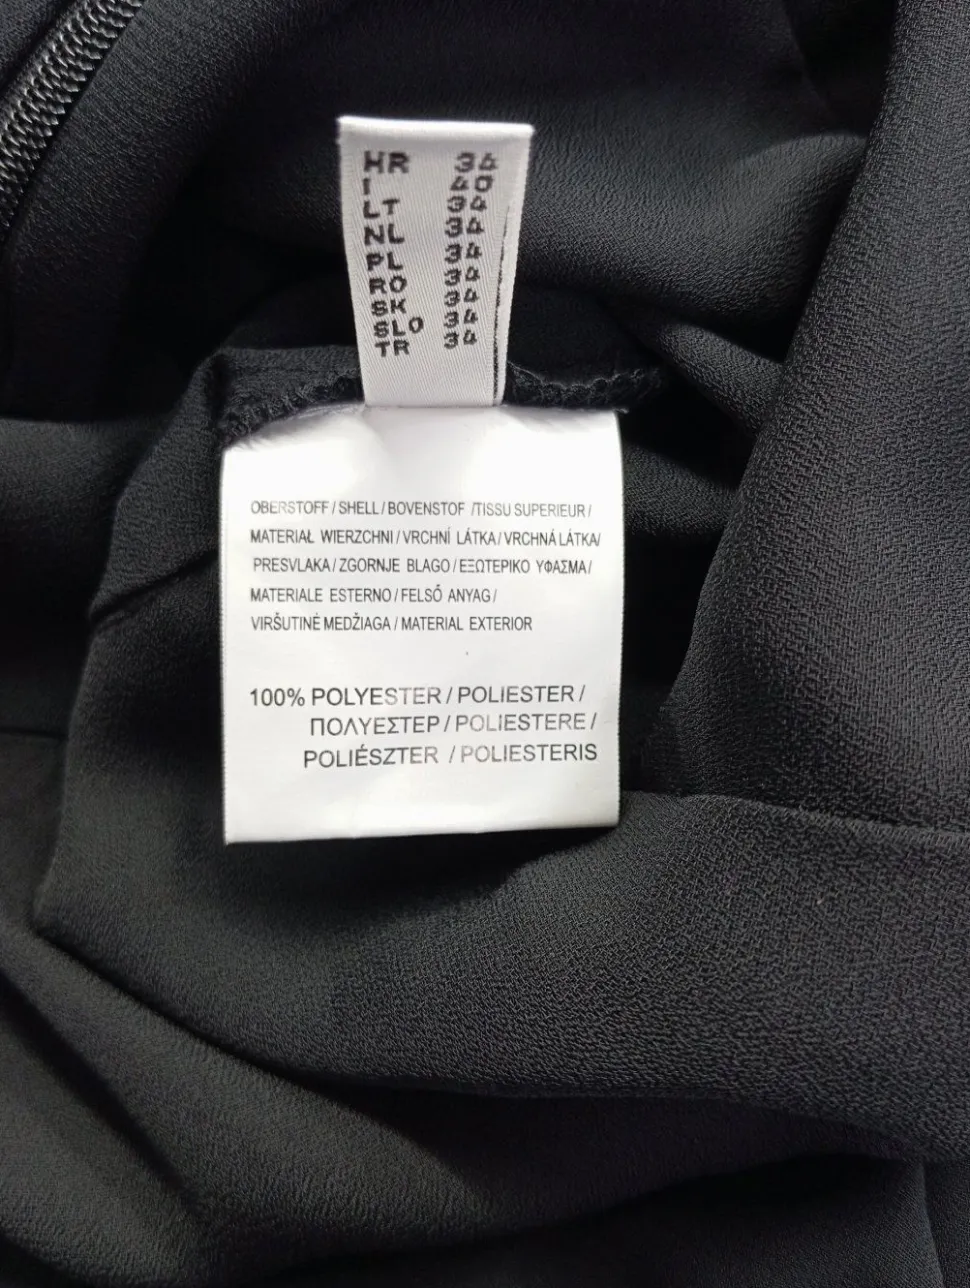 HR 34
I 40
LT 34
NL 34
PL 34
RO 34
SK 34
SLO 34
TR 34
OBERSTOFF / SHELL / BOVENSTOF /TISSU SUPERIEUR /
MATERIAŁ WIERZCHNI / VRCHNÍ LÁTKA / VRCHNÁ LÁTKA/
PRESVLAKA / ZGORNJE BLAGO / ΕΞΩΤΕΡΙΚΟ ΥΦΑΣΜΑ /
MATERIALE ESTERNO / FELSŐ ANYAG /
VIRŠUTINĖ MEDŽIAGA / MATERIAL EXTERIOR
100% POLYESTER / POLIESTER /
ΠΟΛΥΕΣΤΕΡ / POLIESTERE /
POLIÉSZTER / POLIESTERIS